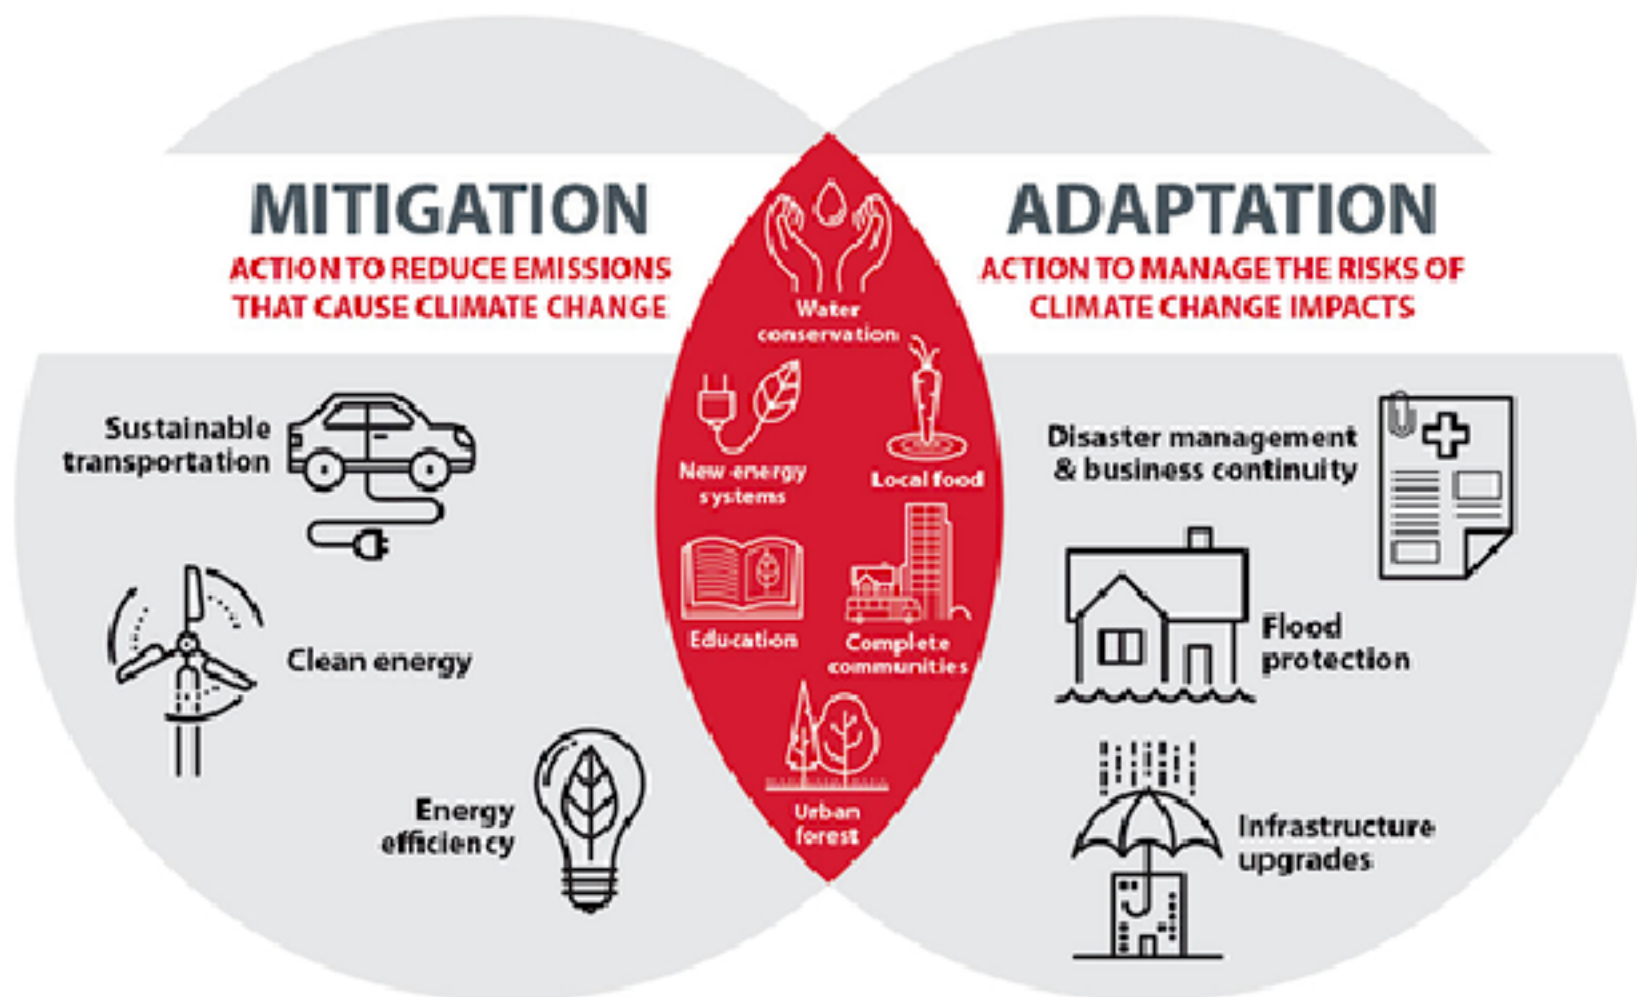 MITIGATION
ACTION TO REDUCE EMISSIONS
THAT CAUSE CLIMATE CHANGE
Sustainable
transportation
Clean energy
Energy
efficiency
Water
conservation
New energy
systems
Local food
Education
Complete
communities
Urban
forest
ADAPTATION
ACTION TO MANAGE THE RISKS OF
CLIMATE CHANGE IMPACTS
Disaster management
& business continuity
Flood
protection
Infrastructure
upgrades